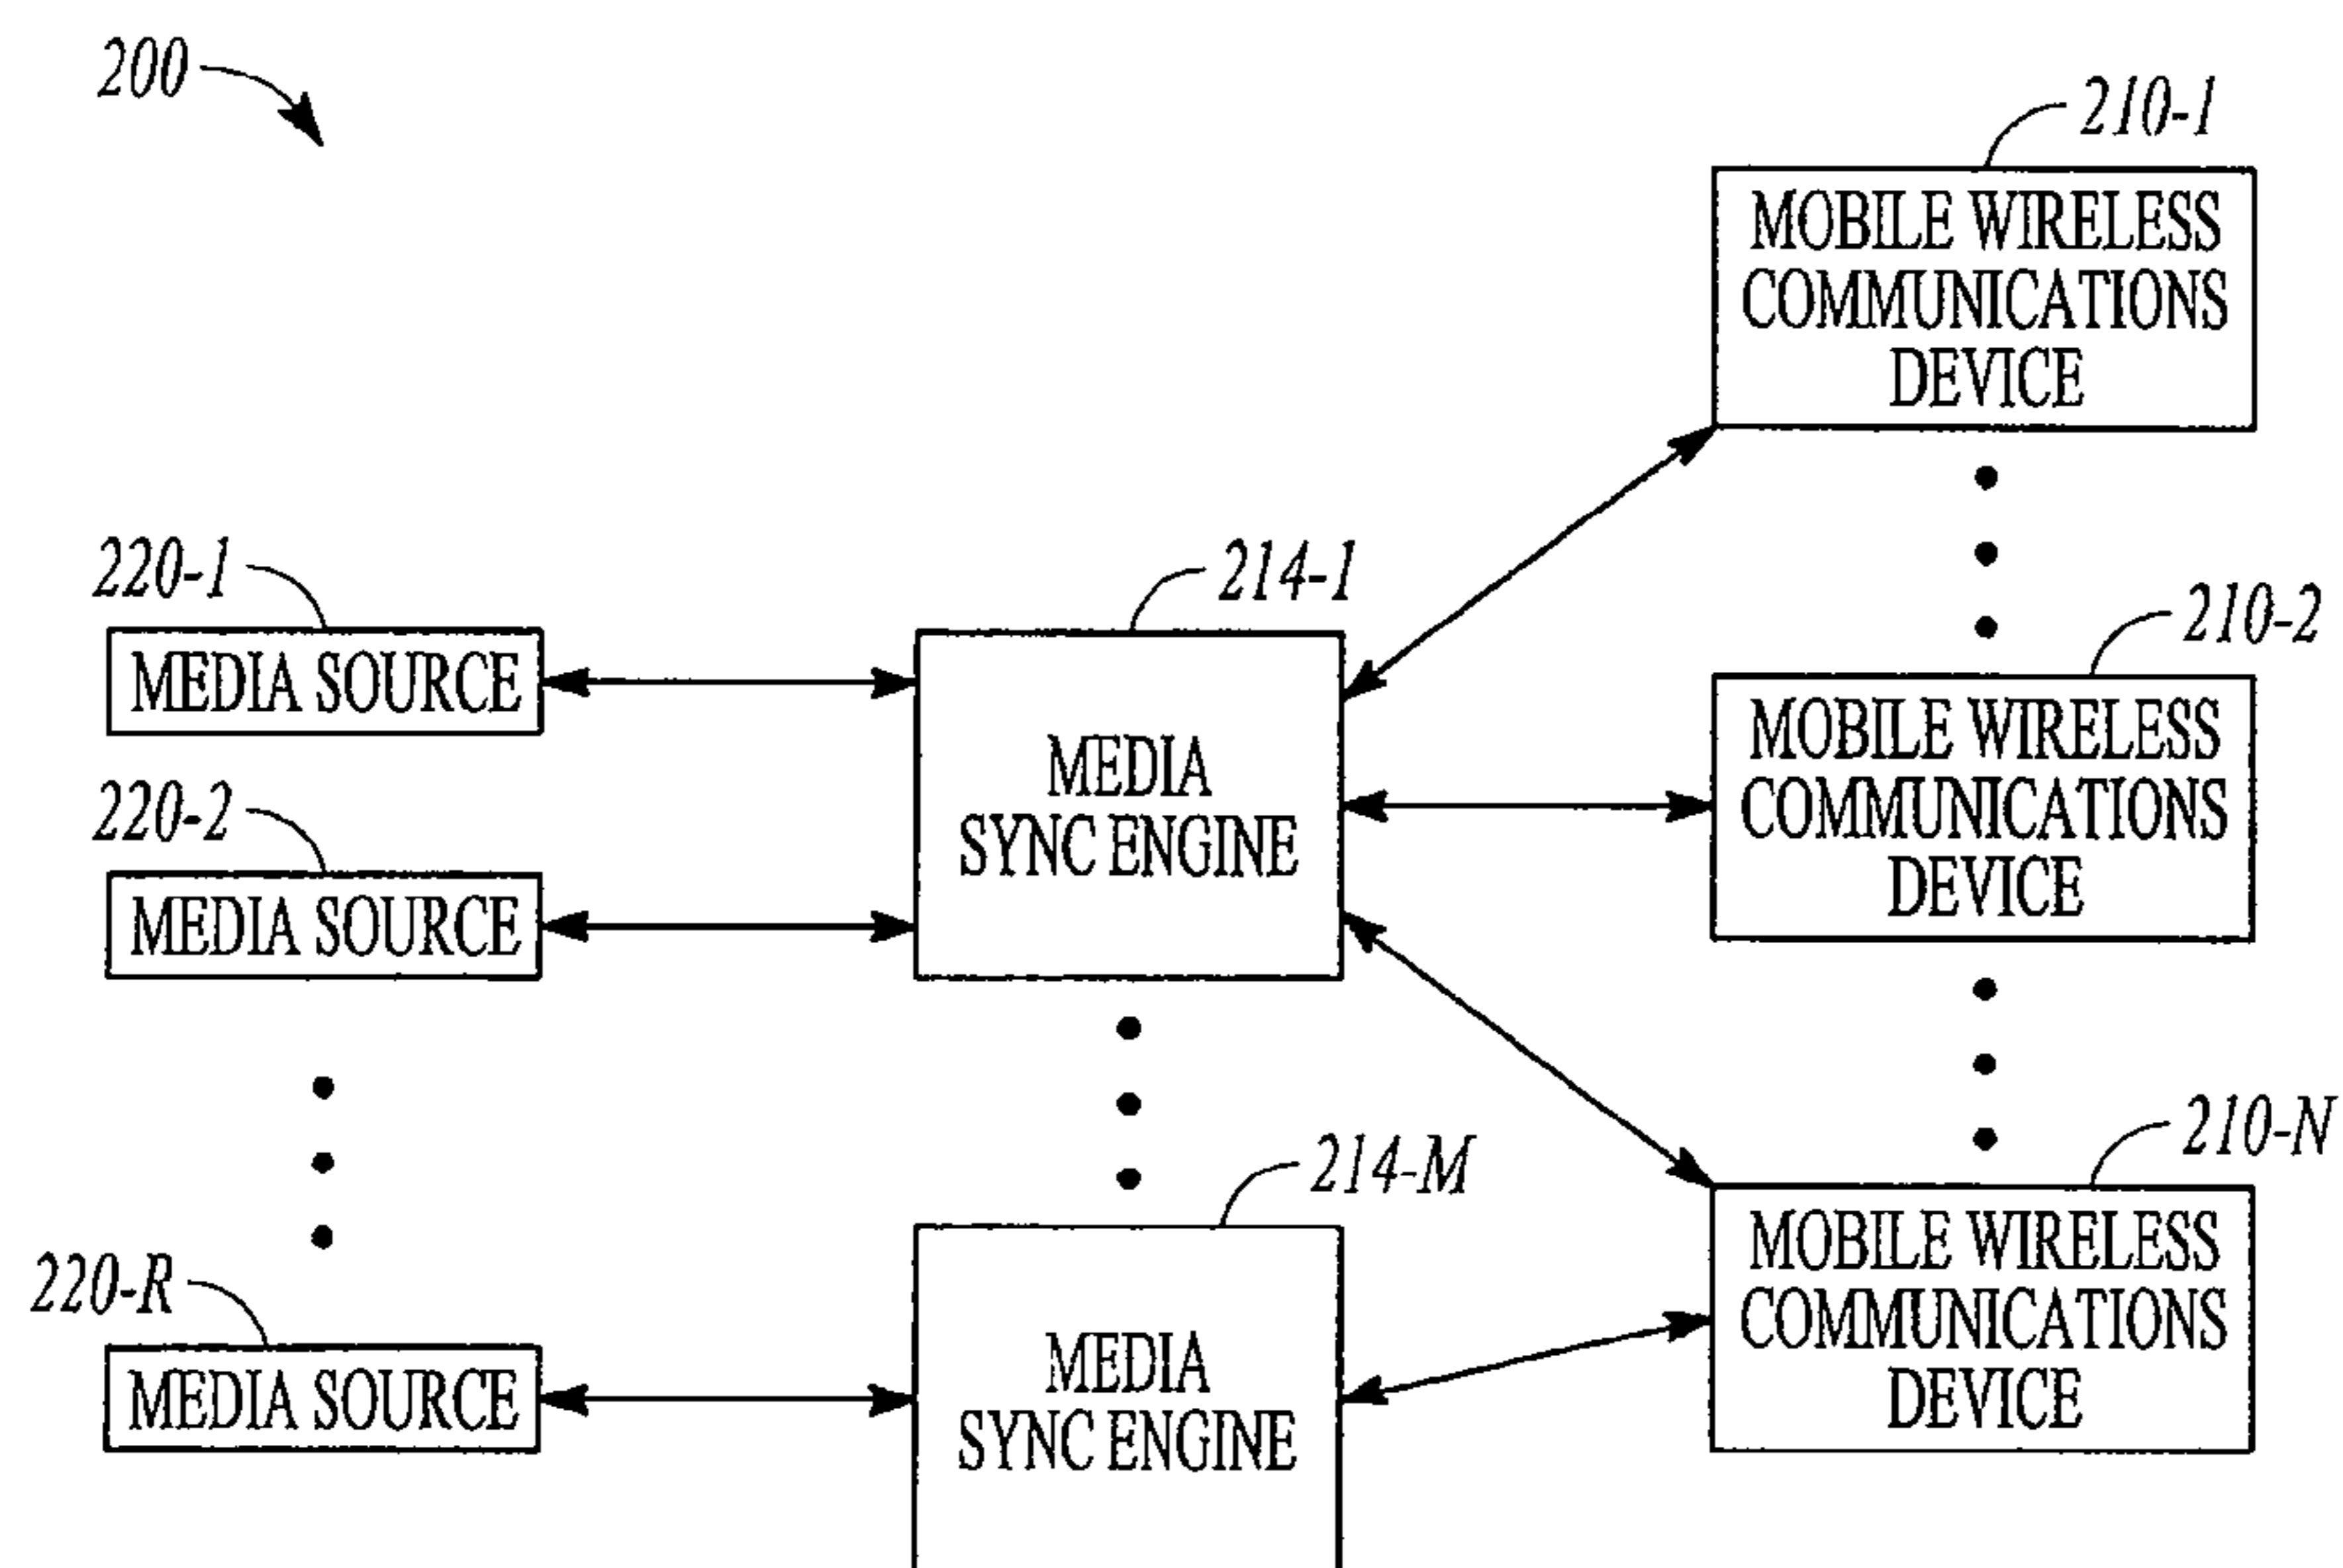 200
210-1
MOBILE WIRELESS
COMMUNICATIONS
DEVICE
220-1
MEDIA SOURCE
214-1
MEDIA
SYNC ENGINE
210-2
MOBILE WIRELESS
COMMUNICATIONS
DEVICE
220-2
MEDIA SOURCE
214-M
MEDIA
SYNC ENGINE
210-N
MOBILE WIRELESS
COMMUNICATIONS
DEVICE
220-R
MEDIA SOURCE